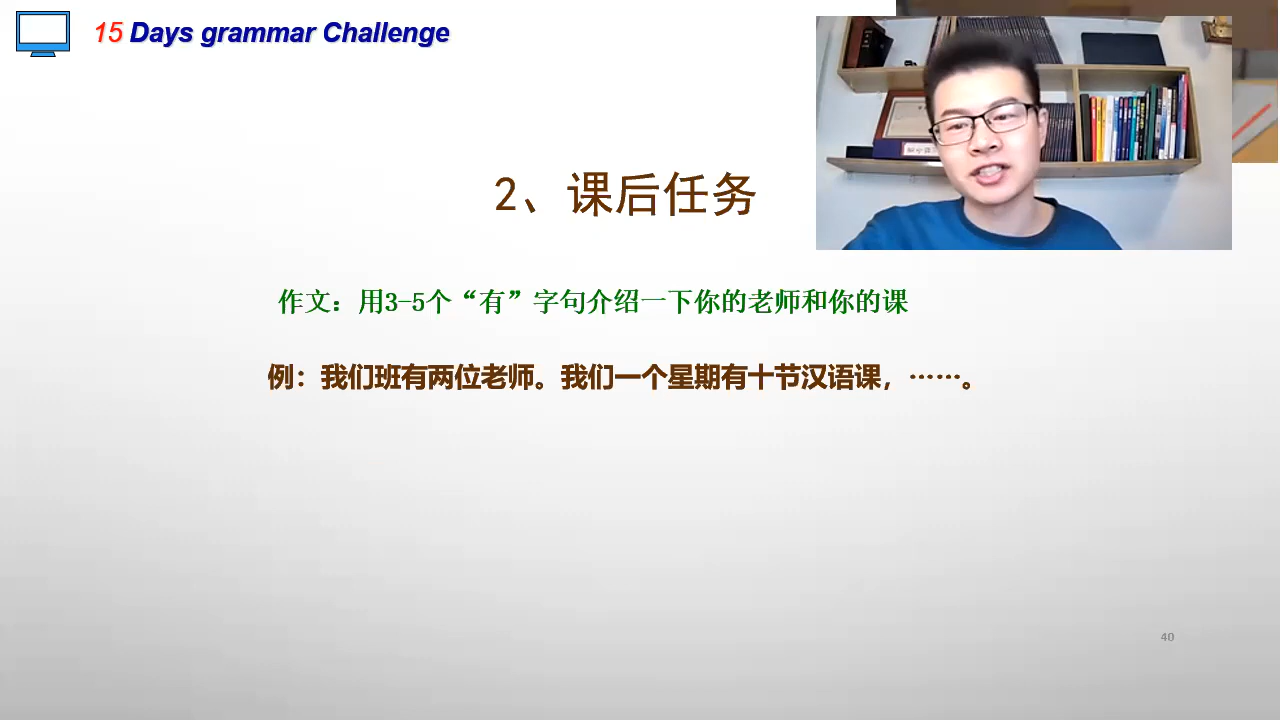 15 Days grammar Challenge
2、课后任务
作文：用3-5个“有”字句介绍一下你的老师和你的课
例：我们班有两位老师。我们一个星期有十节汉语课，……。
40